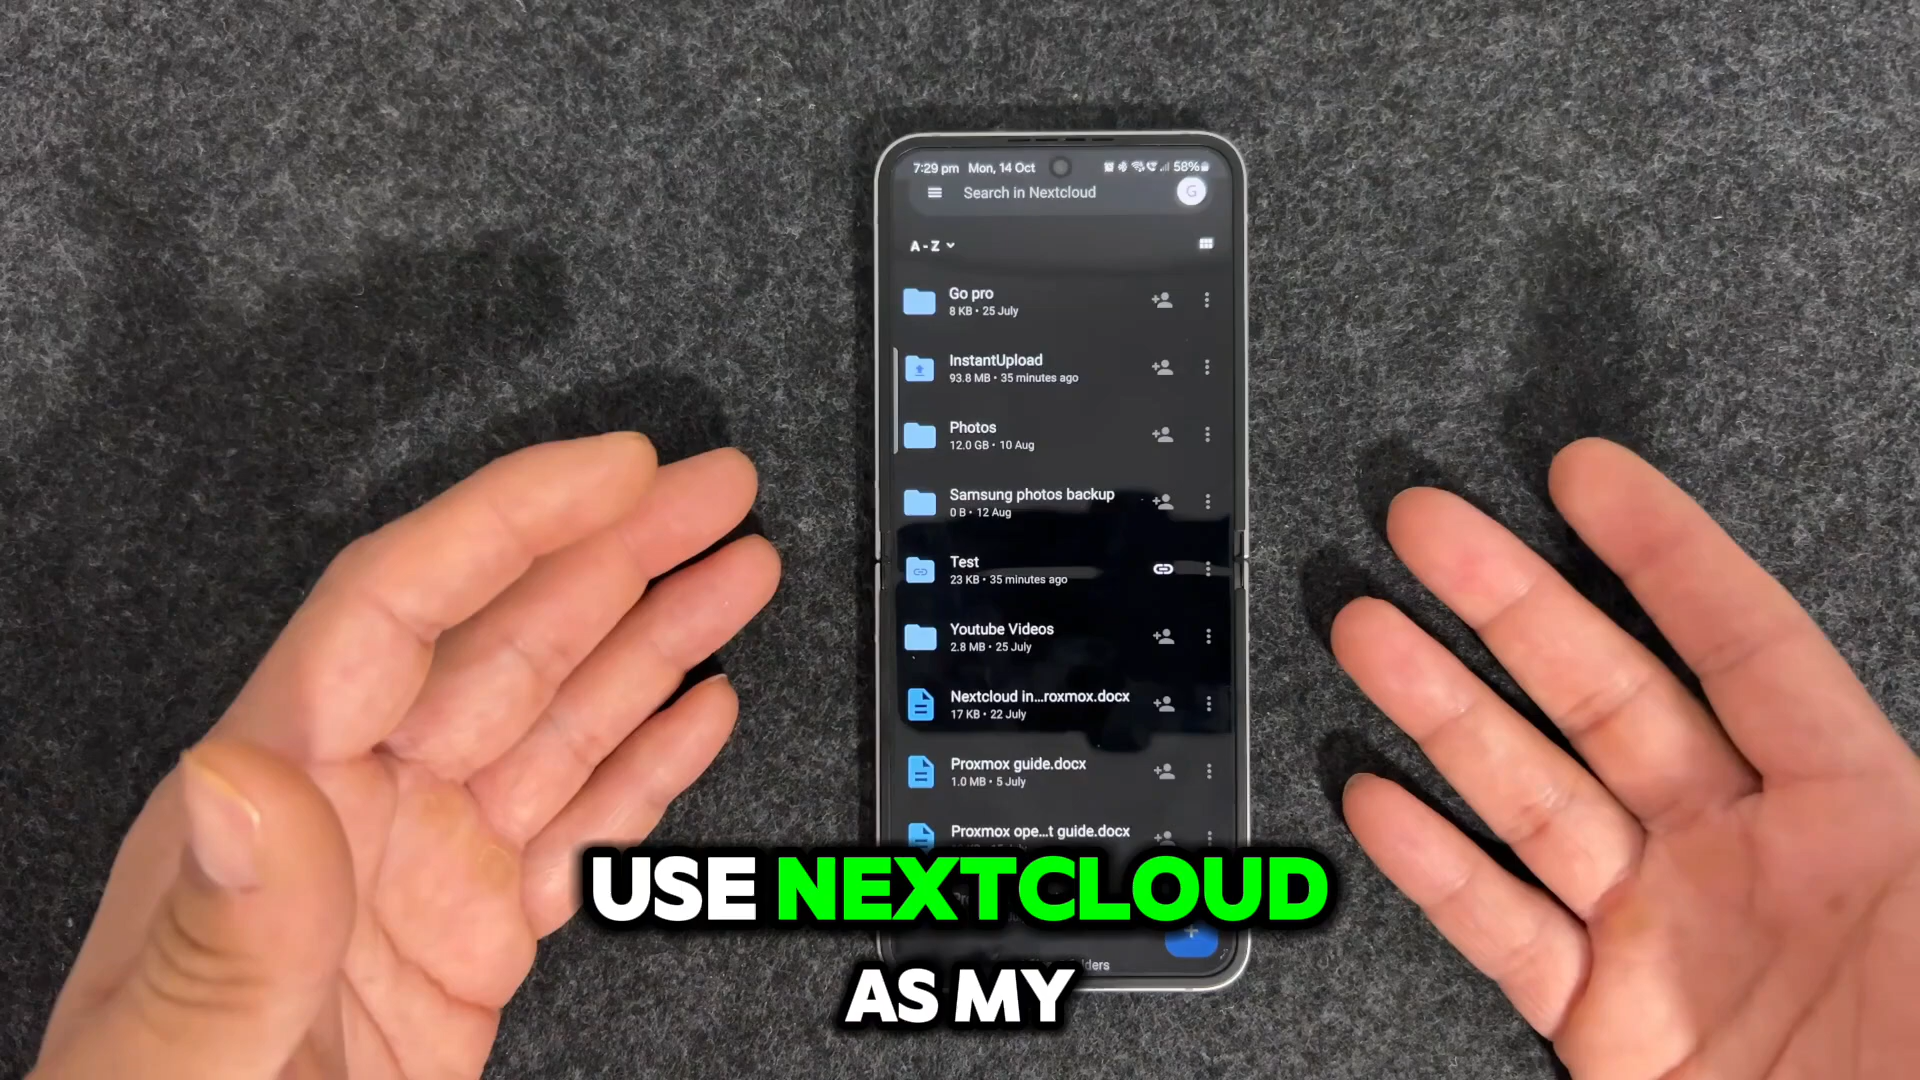 7:29 pm Mon, 14 Oct 58%
Search in Nextcloud G
A - Z
Go pro
8 KB • 25 July
InstantUpload
93.8 MB • 35 minutes ago
Photos
12.0 GB • 10 Aug
Samsung photos backup
0 B • 12 Aug
Test
23 KB • 35 minutes ago
Youtube Videos
2.8 MB • 25 July
Nextcloud in...roxmox.docx
17 KB • 22 July
Proxmox guide.docx
1.0 MB • 5 July
Proxmox ope...t guide.docx
USE NEXTCLOUD
AS MY